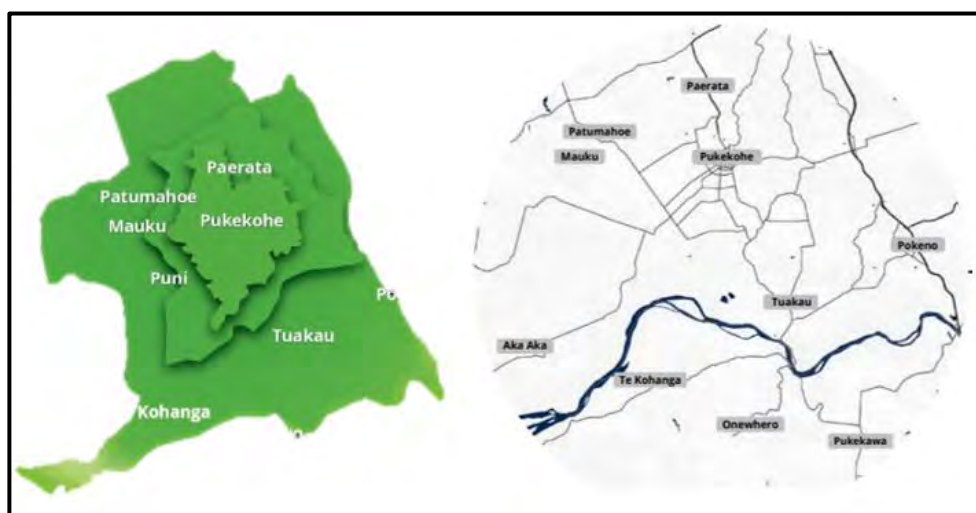 Paerata
Patumahoe
Pukekohe
Mauku
Puni
Tuakau
Kohanga
Paerata
Patumahoe
Mauku
Pukekohe
Pokeno
Tuakau
Aka Aka
Te Kohanga
Onewhero
Pukekawa